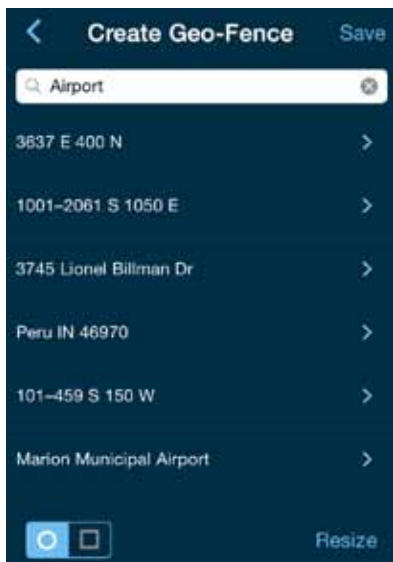 Create Geo-Fence Save
Airport
3637 E 400 N
1001–2061 S 1050 E
3745 Lionel Billman Dr
Peru IN 46970
101–459 S 150 W
Marion Municipal Airport
Resize